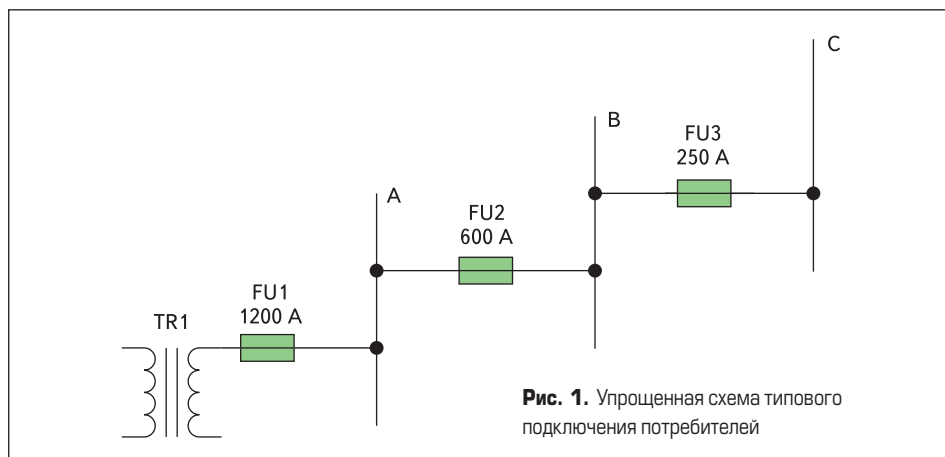 C
B
FU3
250 A
A
FU2
600 A
FU1
1200 A
TR1
Рис. 1. Упрощенная схема типового
подключения потребителей